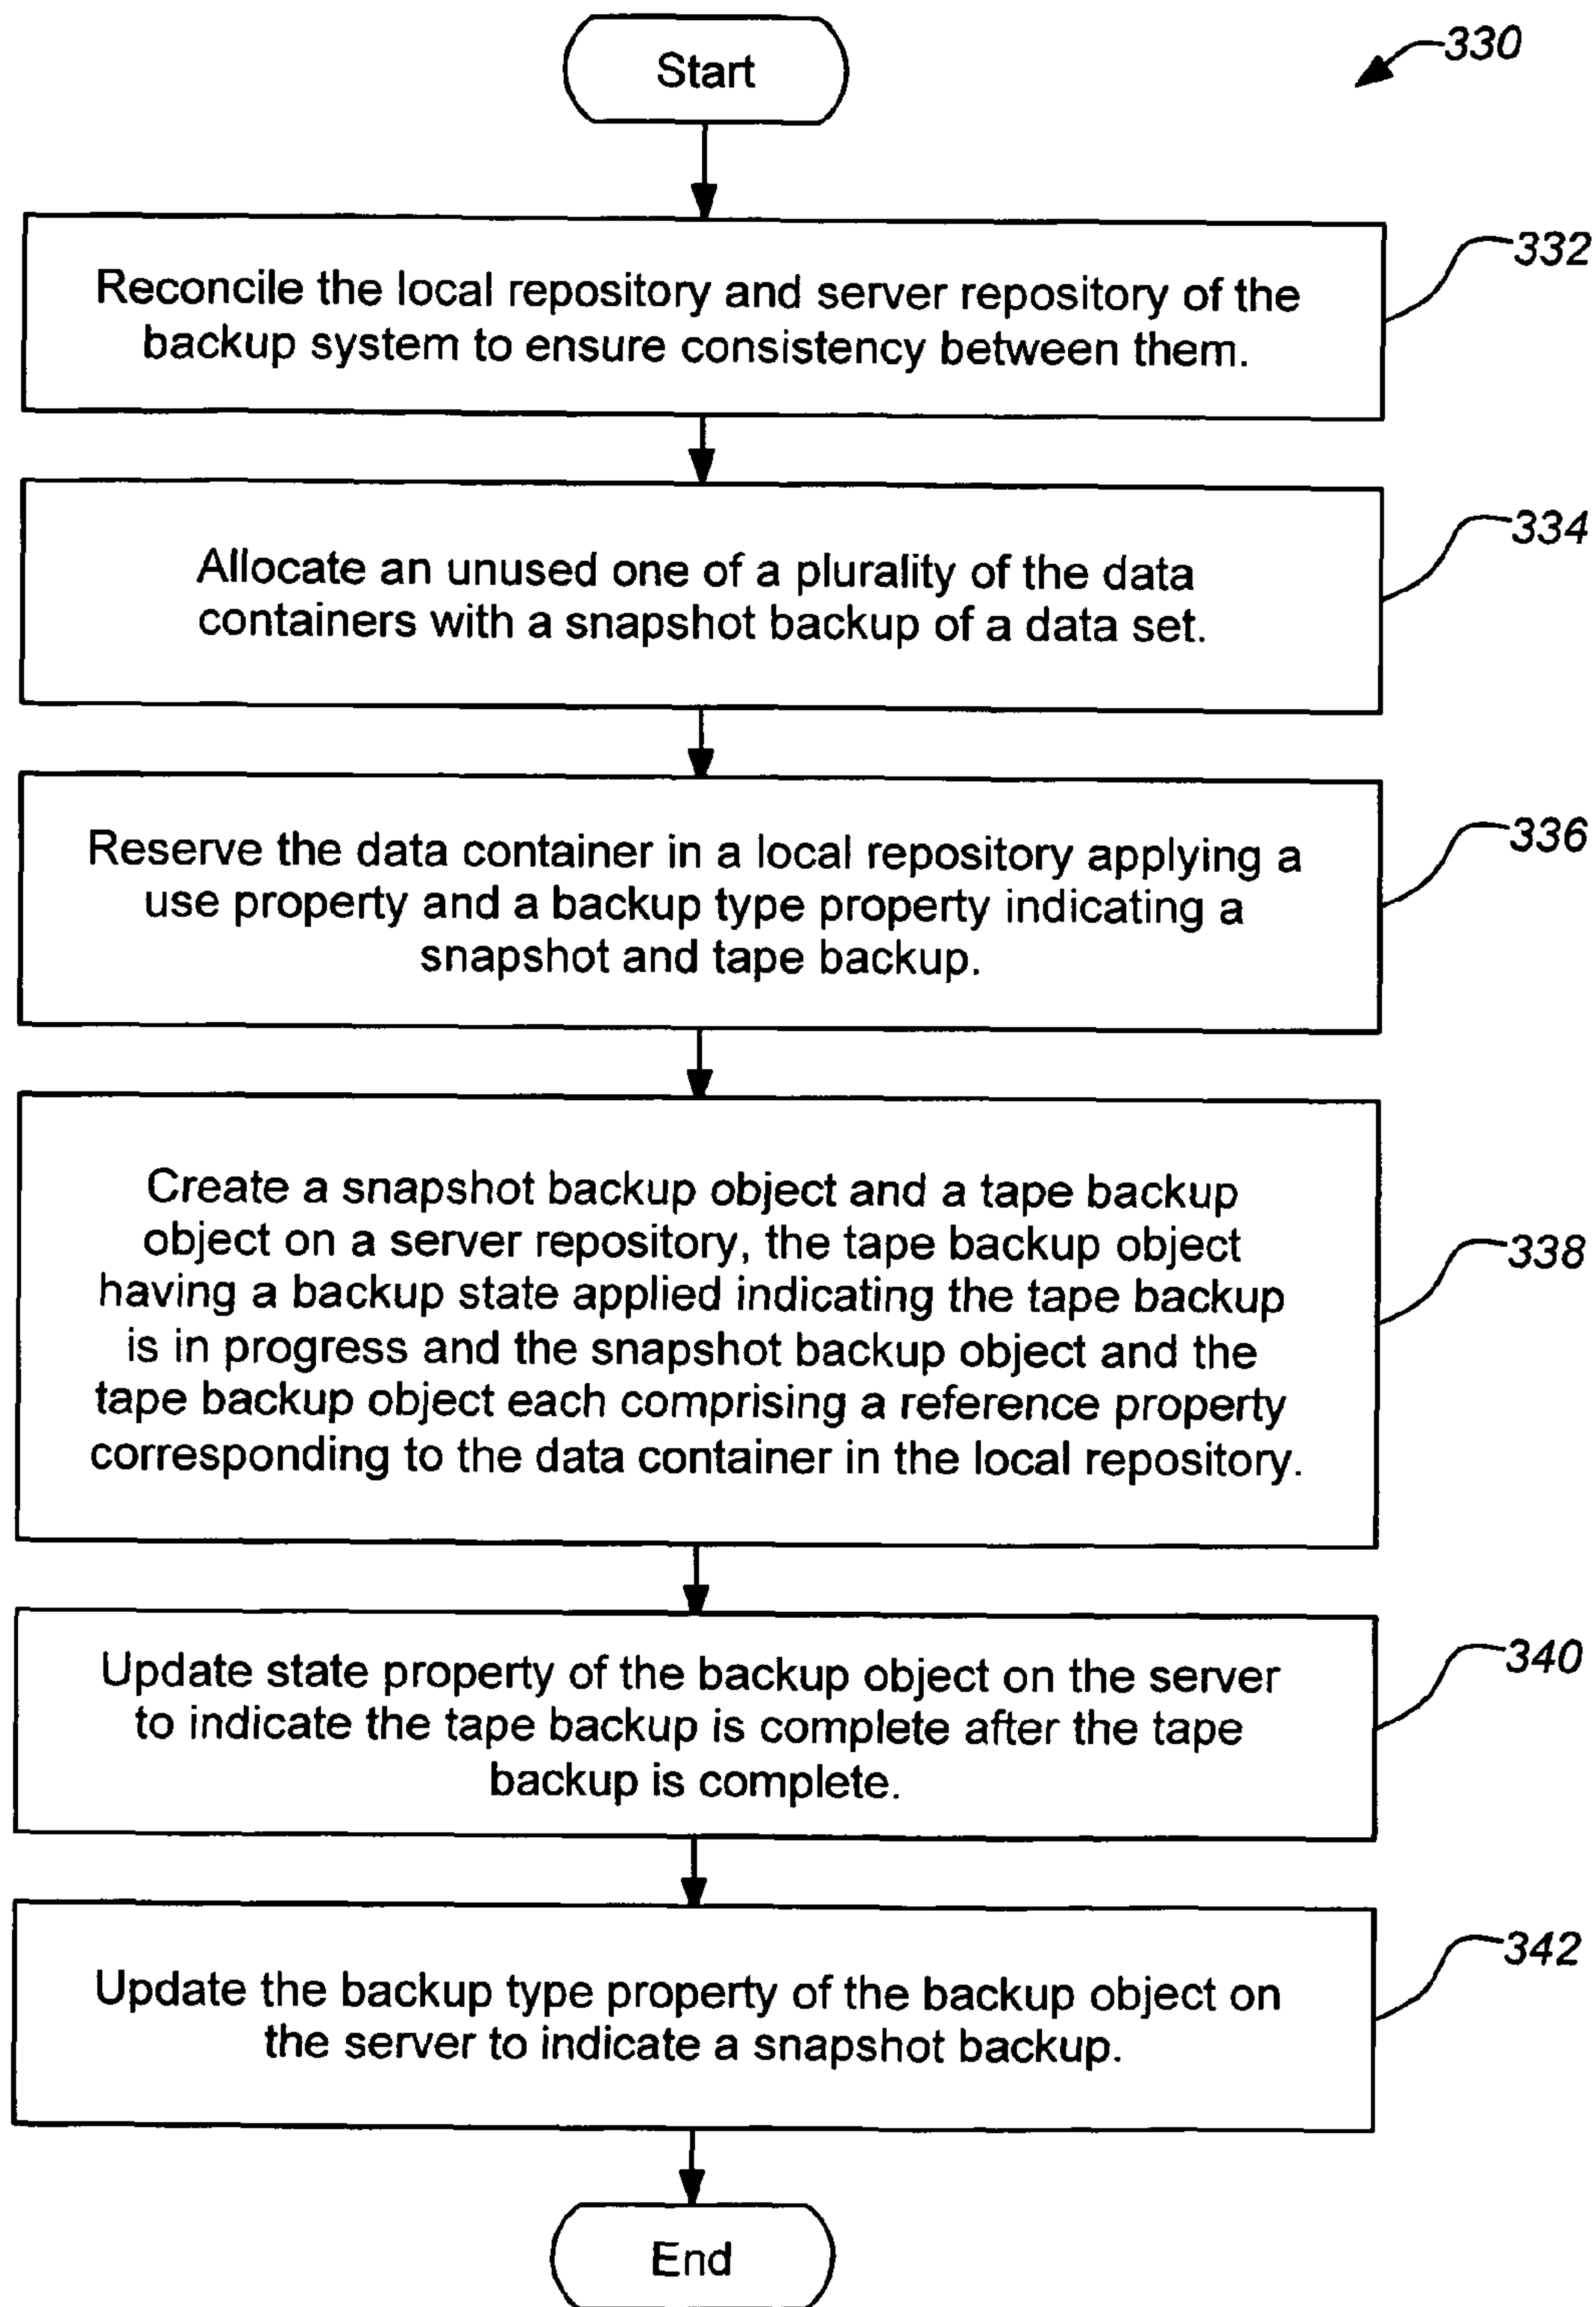 Start
330
Reconcile the local repository and server repository of the
backup system to ensure consistency between them.
332
Allocate an unused one of a plurality of the data
containers with a snapshot backup of a data set.
334
Reserve the data container in a local repository applying a
use property and a backup type property indicating a
snapshot and tape backup.
336
Create a snapshot backup object and a tape backup
object on a server repository, the tape backup object
having a backup state applied indicating the tape backup
is in progress and the snapshot backup object and the
tape backup object each comprising a reference property
corresponding to the data container in the local repository.
338
Update state property of the backup object on the server
to indicate the tape backup is complete after the tape
backup is complete.
340
Update the backup type property of the backup object on
the server to indicate a snapshot backup.
342
End